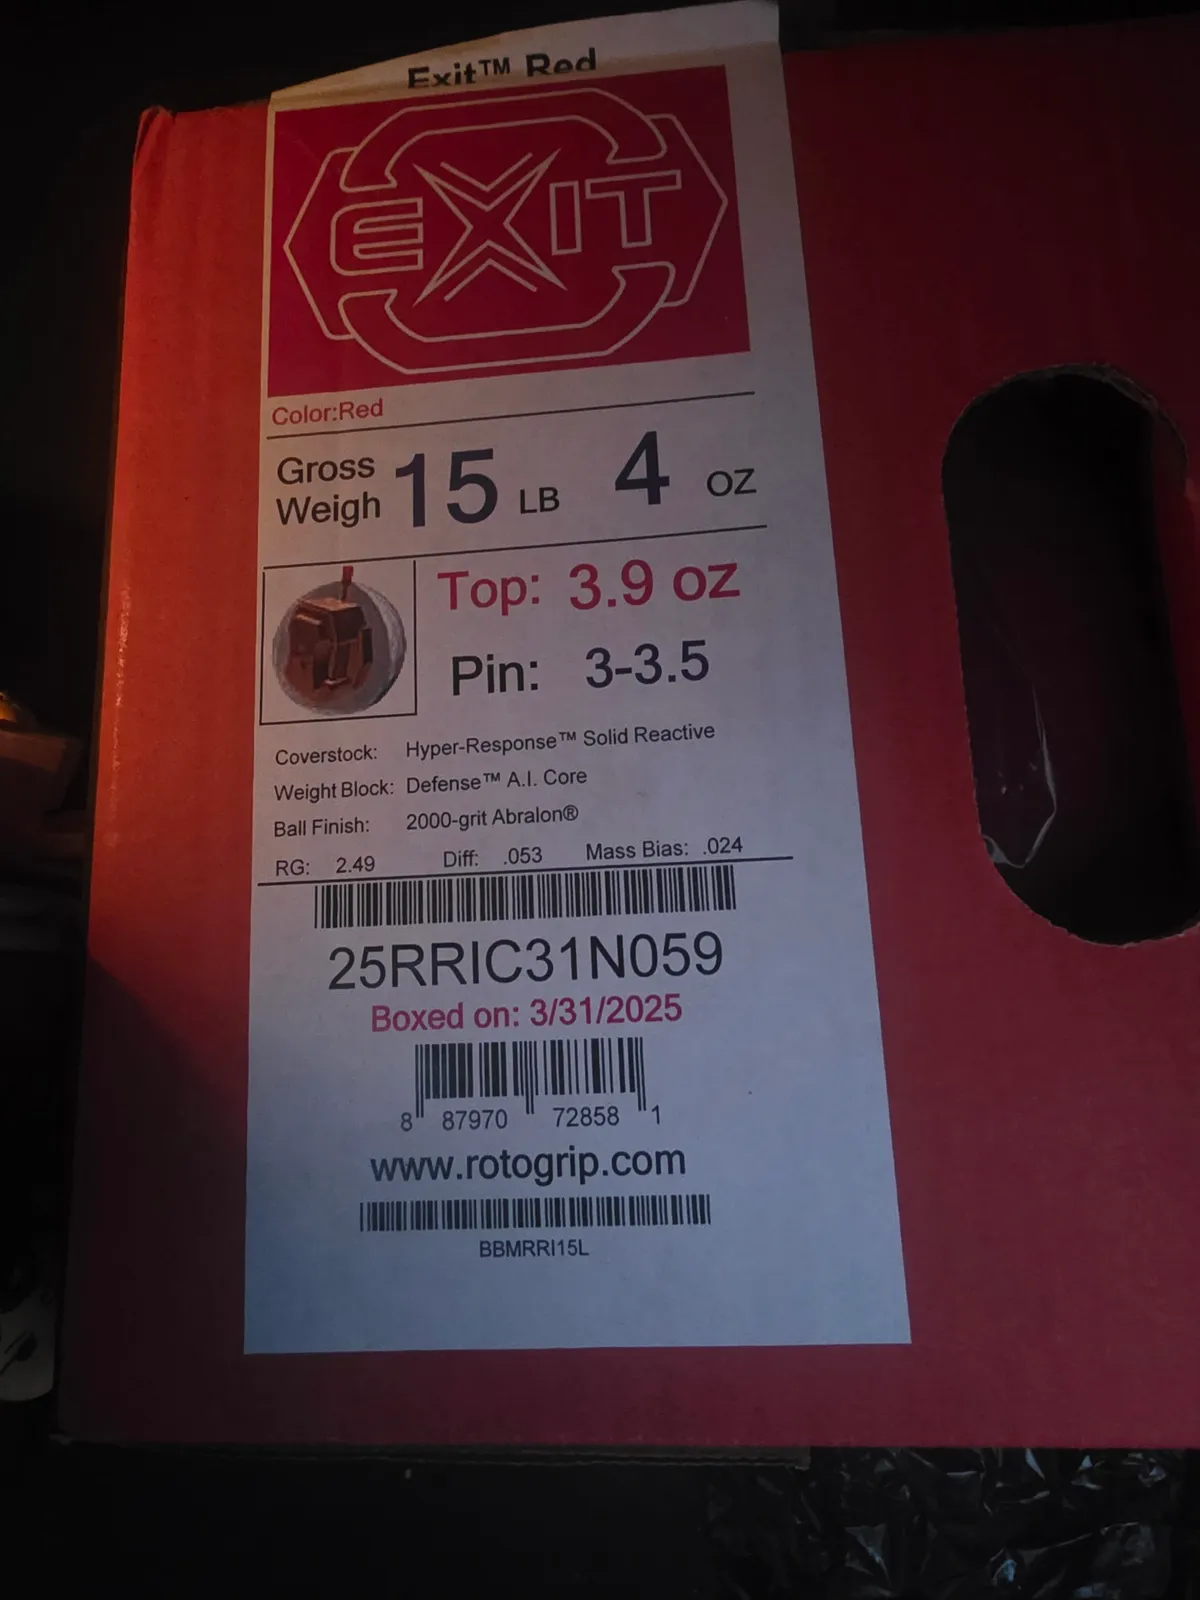 Exit™ Red
EXIT
Color:Red
Gross Weigh 15 LB 4 oz
Top: 3.9 oz
Pin: 3-3.5
Coverstock: Hyper-Response™ Solid Reactive
Weight Block: Defense™ A.I. Core
Ball Finish: 2000-grit Abralon®
RG: 2.49 Diff: .053 Mass Bias: .024
25RRIC31N059
Boxed on: 3/31/2025
8 87970 72858 1
www.rotogrip.com
BBMRRI15L